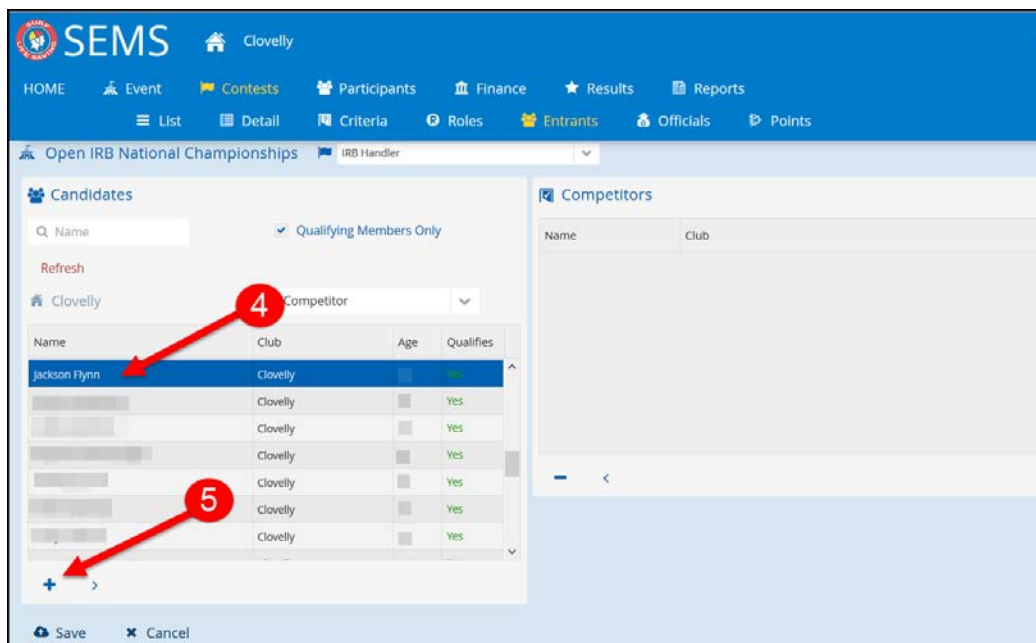 SEMS Clovelly
HOME Event Contests Participants Finance Results Reports
List Detail Criteria Roles Entrants Officials Points
Open IRB National Championships IRB Handler
Candidates
Name Qualifying Members Only
Refresh
Clovelly Competitor
4
Name Club Age Qualifies
Jackson Flynn Clovelly Yes
Clovelly Yes
Clovelly Yes
Clovelly Yes
Clovelly Yes
Clovelly Yes
Clovelly Yes
5
Save Cancel
Competitors
Name Club